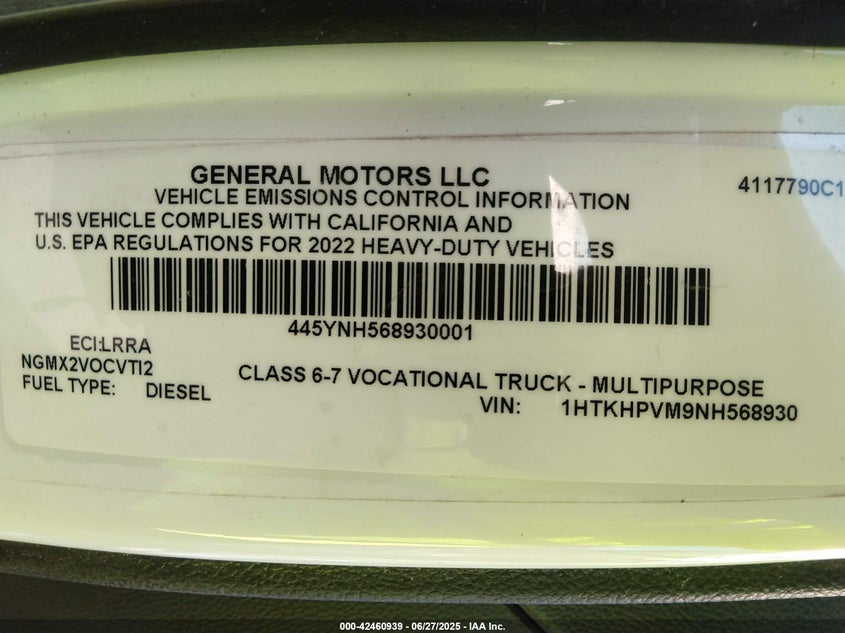 GENERAL MOTORS LLC
4117790C1
VEHICLE EMISSIONS CONTROL INFORMATION
THIS VEHICLE COMPLIES WITH CALIFORNIA AND
U.S. EPA REGULATIONS FOR 2022 HEAVY-DUTY VEHICLES
445YNH568930001
ECI:LRRA
NGMX2VOCVTI2
FUEL TYPE: DIESEL
CLASS 6-7 VOCATIONAL TRUCK - MULTIPURPOSE
VIN: 1HTKHPVM9NH568930
000-42460939 - 06/27/2025 - IAA Inc.